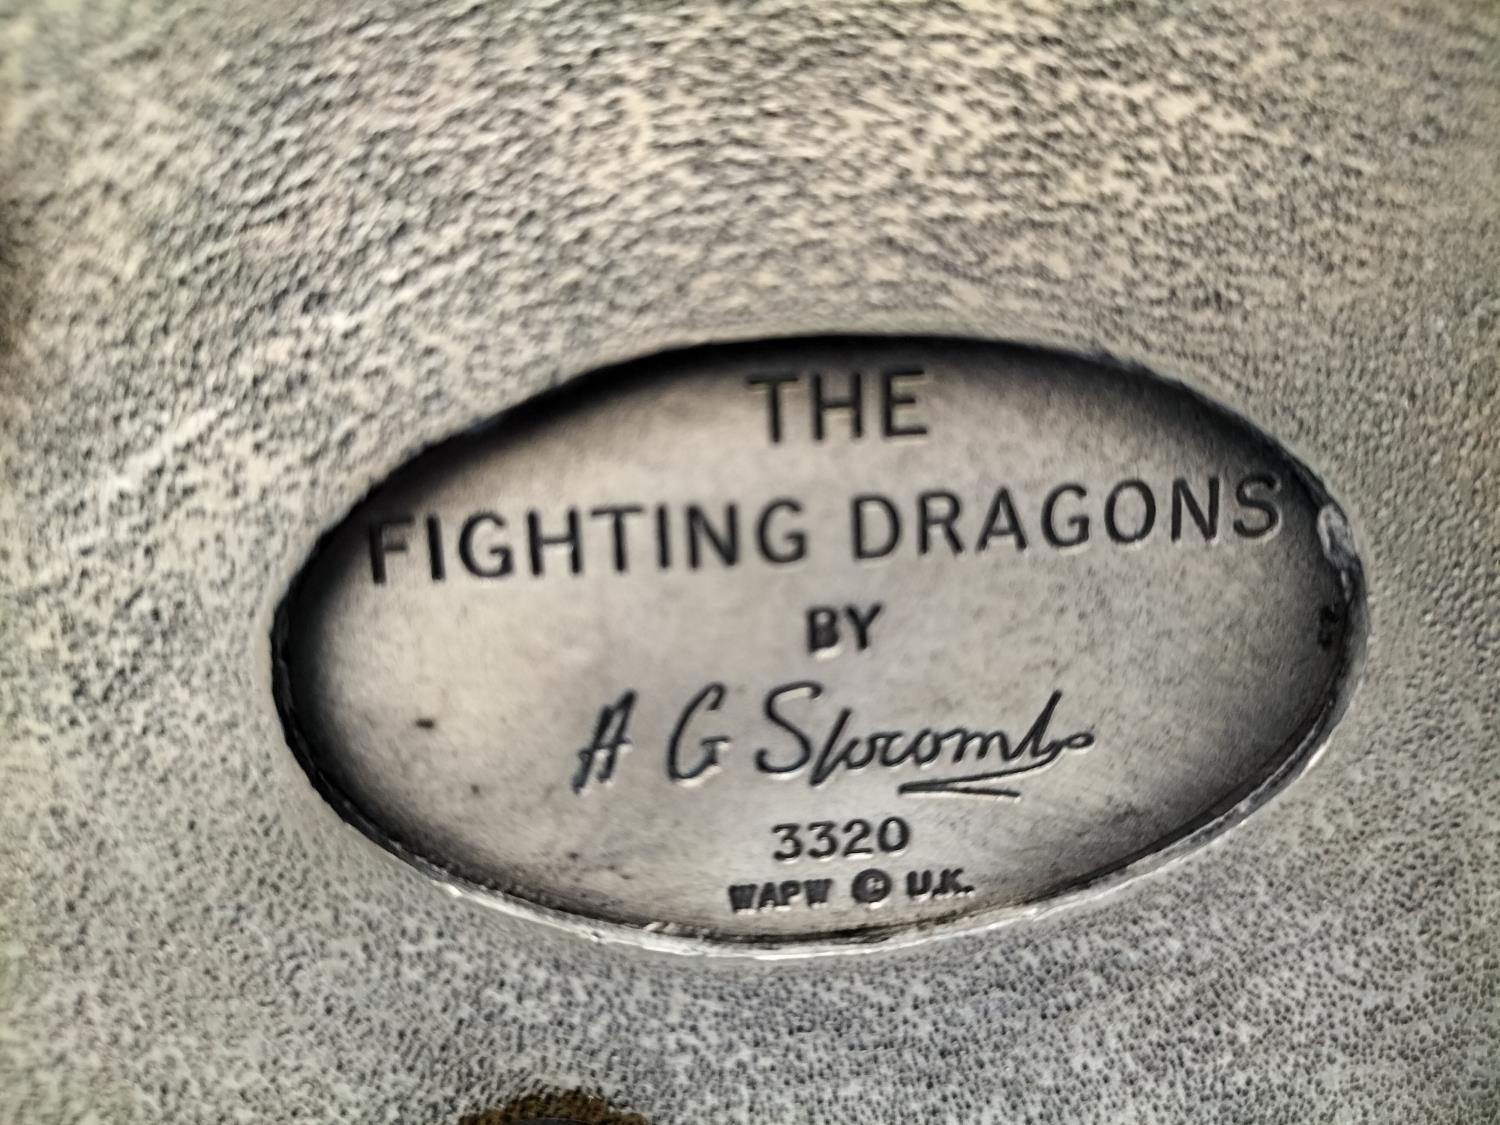 THE
FIGHTING DRAGONS
BY
A G Slocombe
3320
WAPW © U.K.